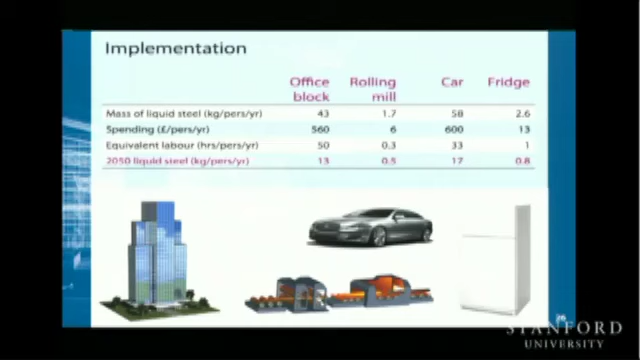 Implementation
Office block Rolling mill Car Fridge
Mass of liquid steel (kg/pers/yr) 43 1.7 58 2.6
Spending (£/pers/yr) 560 6 600 13
Equivalent labour (hrs/pers/yr) 50 0.3 33 1
2050 liquid steel (kg/pers/yr) 13 0.5 17 0.8
26
STANFORD
UNIVERSITY